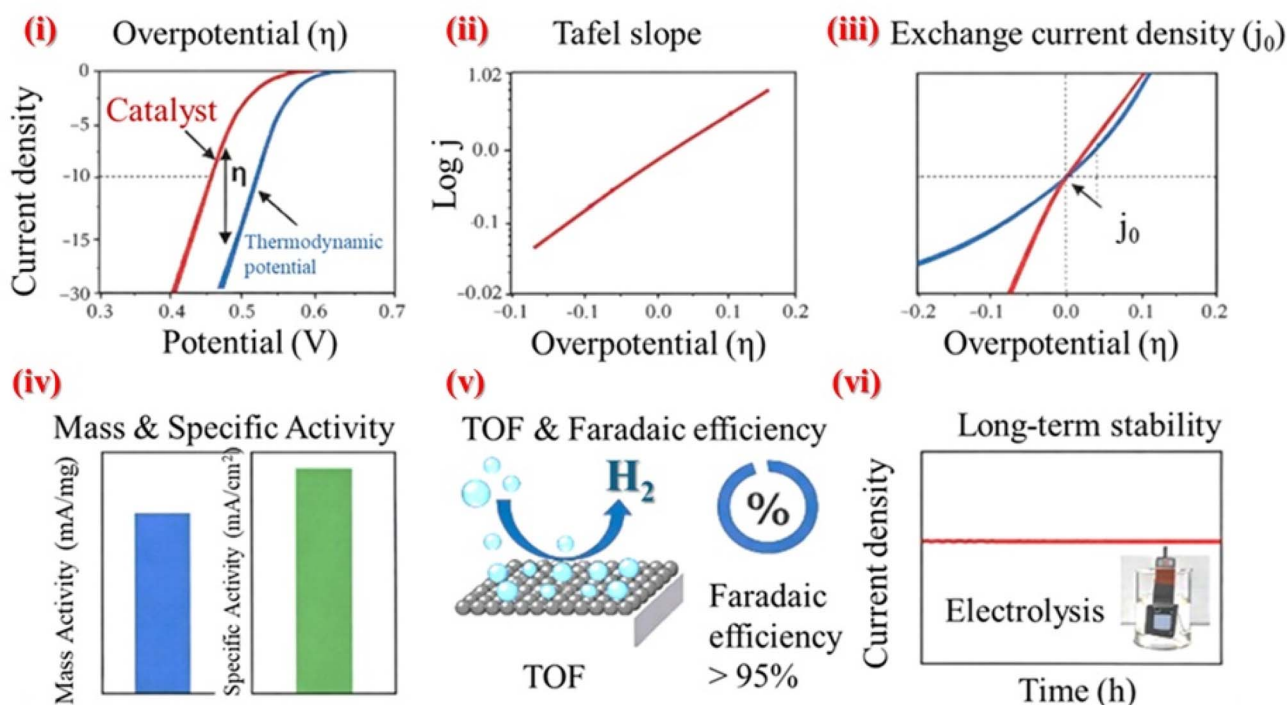 (i)
Overpotential (η)
Current density
0
−5
−10
−15
−30
Catalyst
η
Thermodynamic
potential
0.3
0.4
0.5
0.6
0.7
Potential (V)
(ii)
Tafel slope
Log j
1.02
0.0
-0.1
-0.02
-0.1
-0.1
0.0
0.1
0.2
Overpotential (η)
(iii)
Exchange current density (j₀)
j₀
−0.2
−0.1
0.0
0.1
0.2
Overpotential (η)
(iv)
Mass & Specific Activity
Mass Activity (mA/mg)
Specific Activity (mA/cm²)
(v)
TOF & Faradaic efficiency
H₂
%
TOF
Faradaic
efficiency
> 95%
(vi)
Long-term stability
Current density
Electrolysis
Time (h)